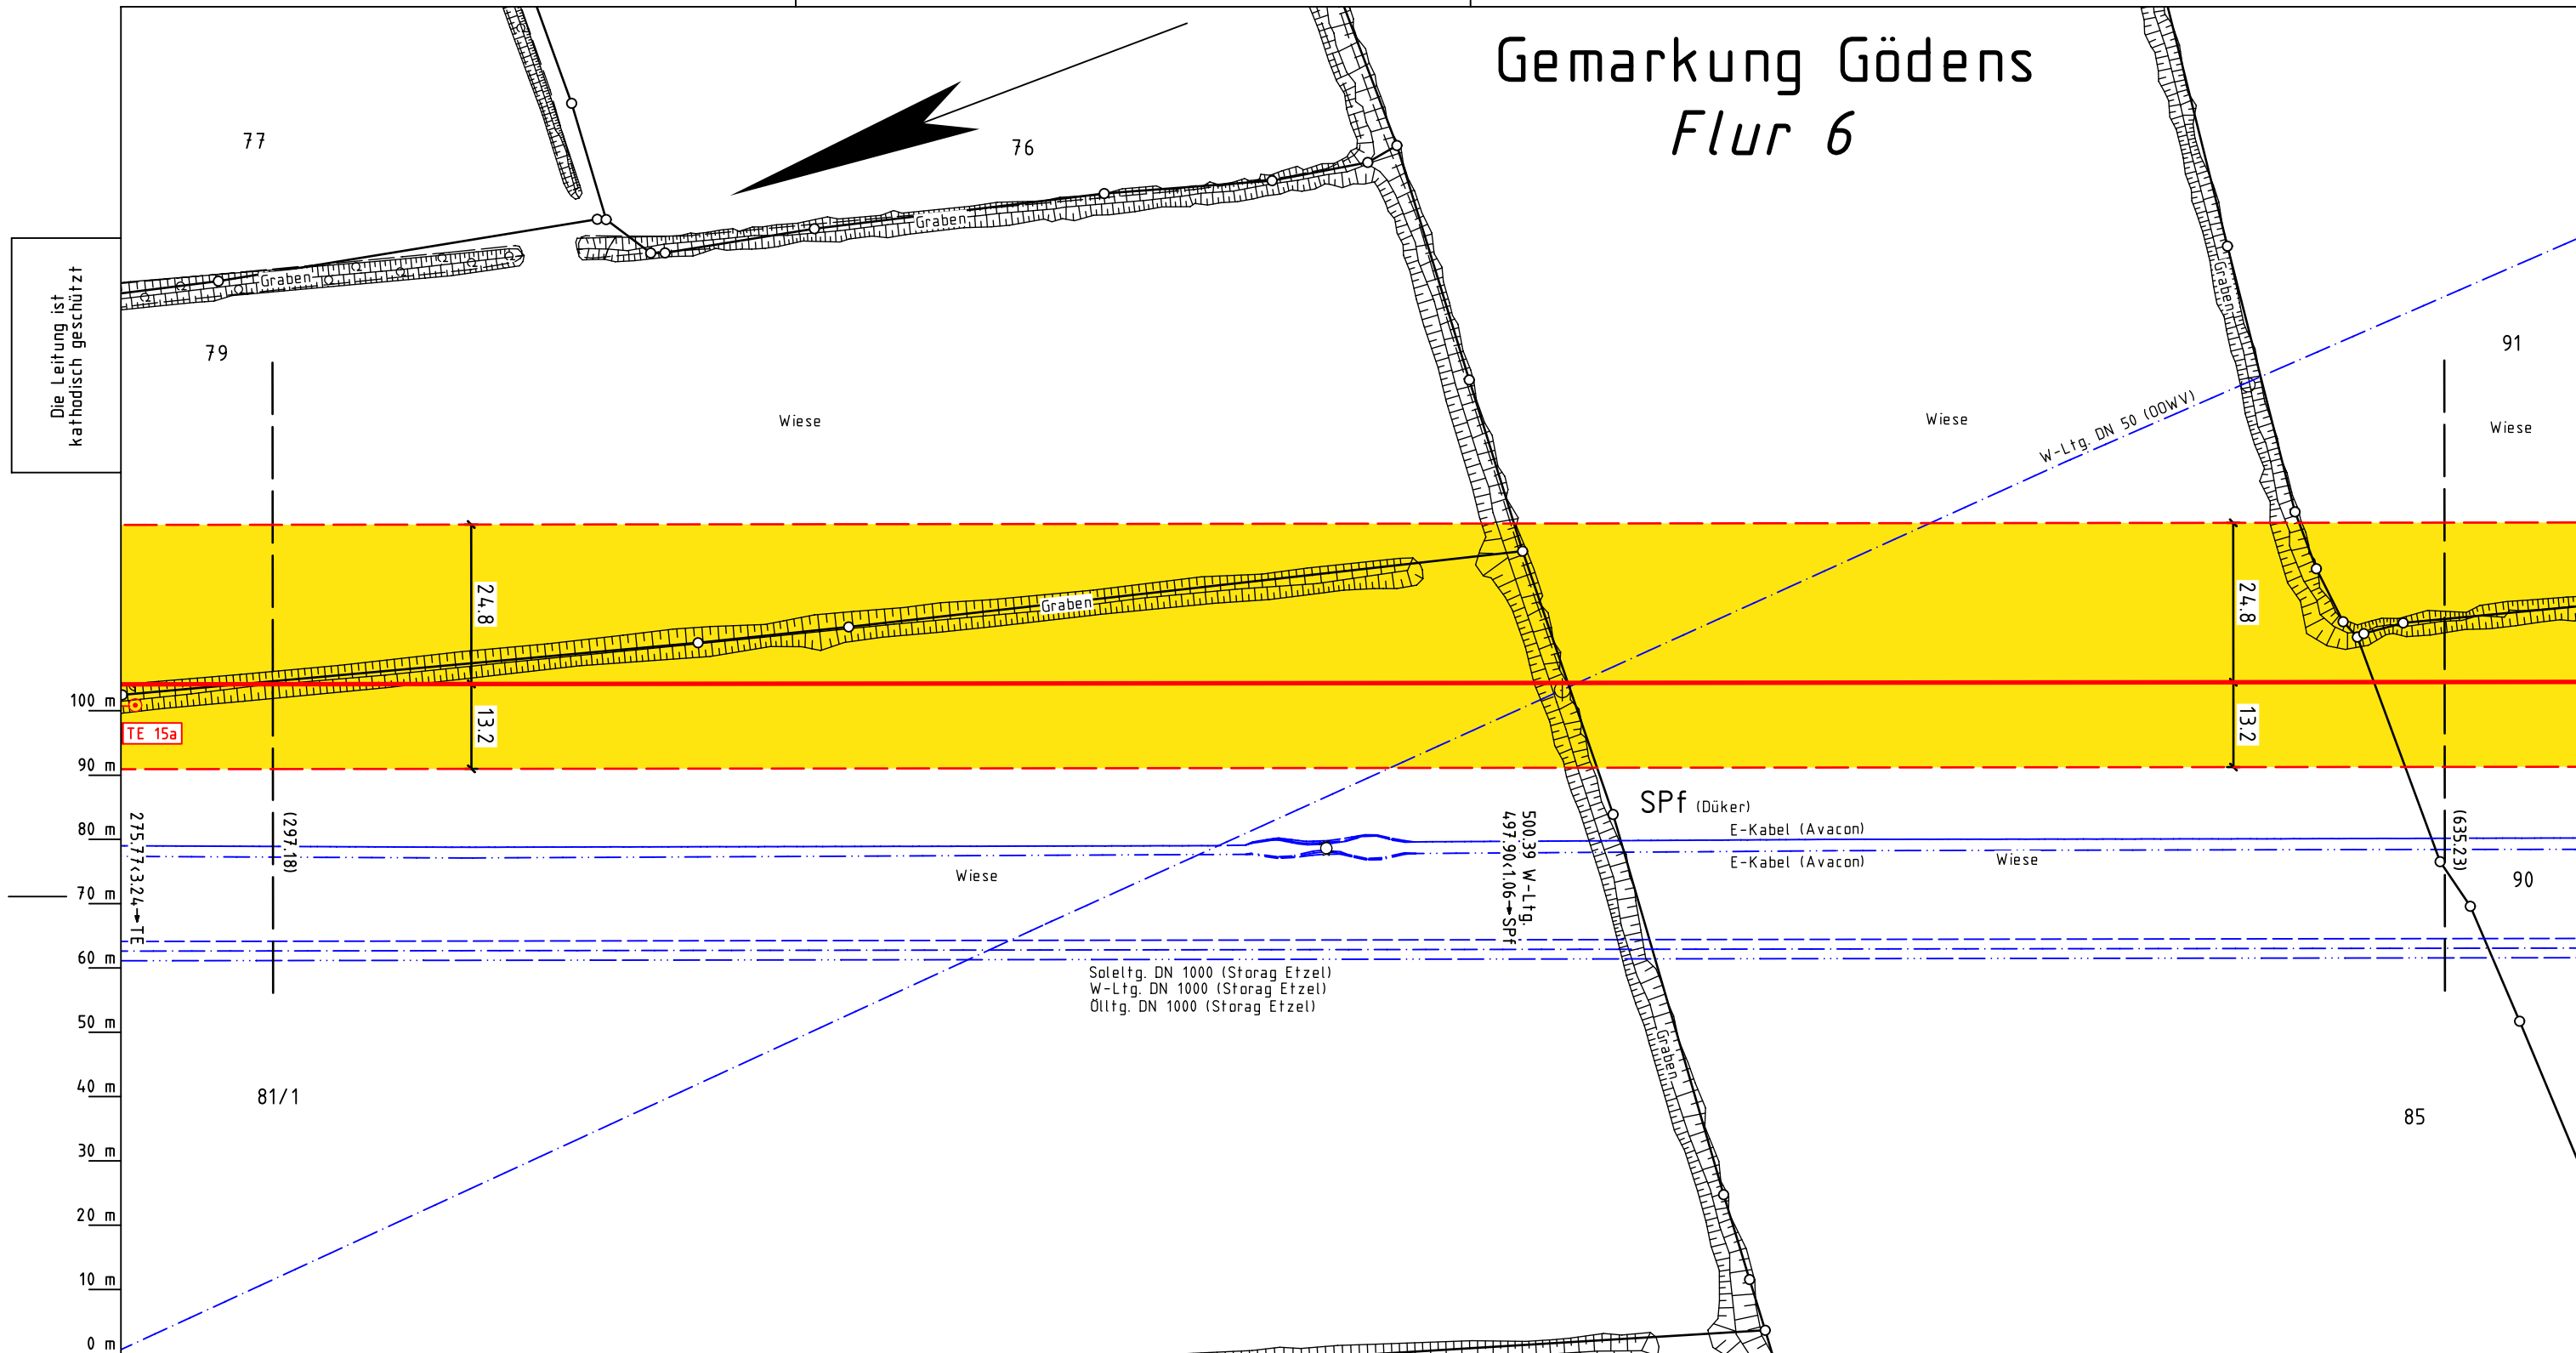 Gemarkung Gödens
Flur 6
77
76
Graben
Graben
Graben
Die Leitung ist
kathodisch geschützt
79
91
Wiese
Wiese
Wiese
W-Ltg. DN 50 (OOWV)
24.8
24.8
Graben
13.2
13.2
100 m
TE 15a
90 m
SPf (Düker)
80 m
E-Kabel (Avacon)
E-Kabel (Avacon)
Wiese
Wiese
275.77<3.24→TE
(297.18)
500.39 W-Ltg.
497.90<1.06→SPf
(635.23)
90
70 m
60 m
Soleltg. DN 1000 (Storag Etzel)
W-Ltg. DN 1000 (Storag Etzel)
Ölltg. DN 1000 (Storag Etzel)
50 m
Graben
40 m
81/1
85
30 m
20 m
10 m
0 m